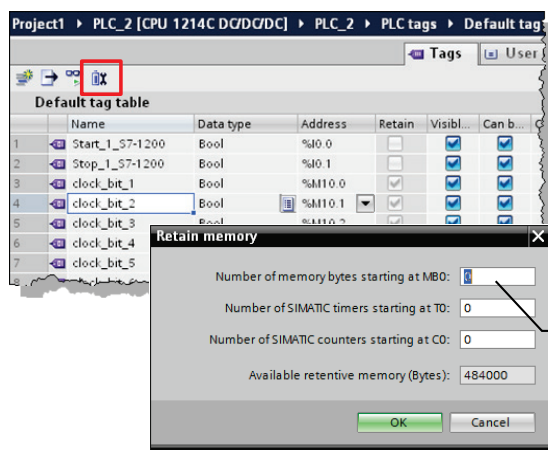 Project1 ▸ PLC_2 [CPU 1214C DC/DC/DC] ▸ PLC_2 ▸ PLC tags ▸ Default tag
Tags User
Default tag table
Name Data type Address Retain Visibl... Can b...
1 Start_1_S7-1200 Bool %I0.0
2 Stop_1_S7-1200 Bool %I0.1
3 clock_bit_1 Bool %M10.0
4 clock_bit_2 Bool %M10.1
5 clock_bit_3 Bool %M10.2
6 clock_bit_4
7 clock_bit_5
Retain memory
Number of memory bytes starting at MB0: 0
Number of SIMATIC timers starting at T0: 0
Number of SIMATIC counters starting at C0: 0
Available retentive memory (Bytes): 484000
OK Cancel